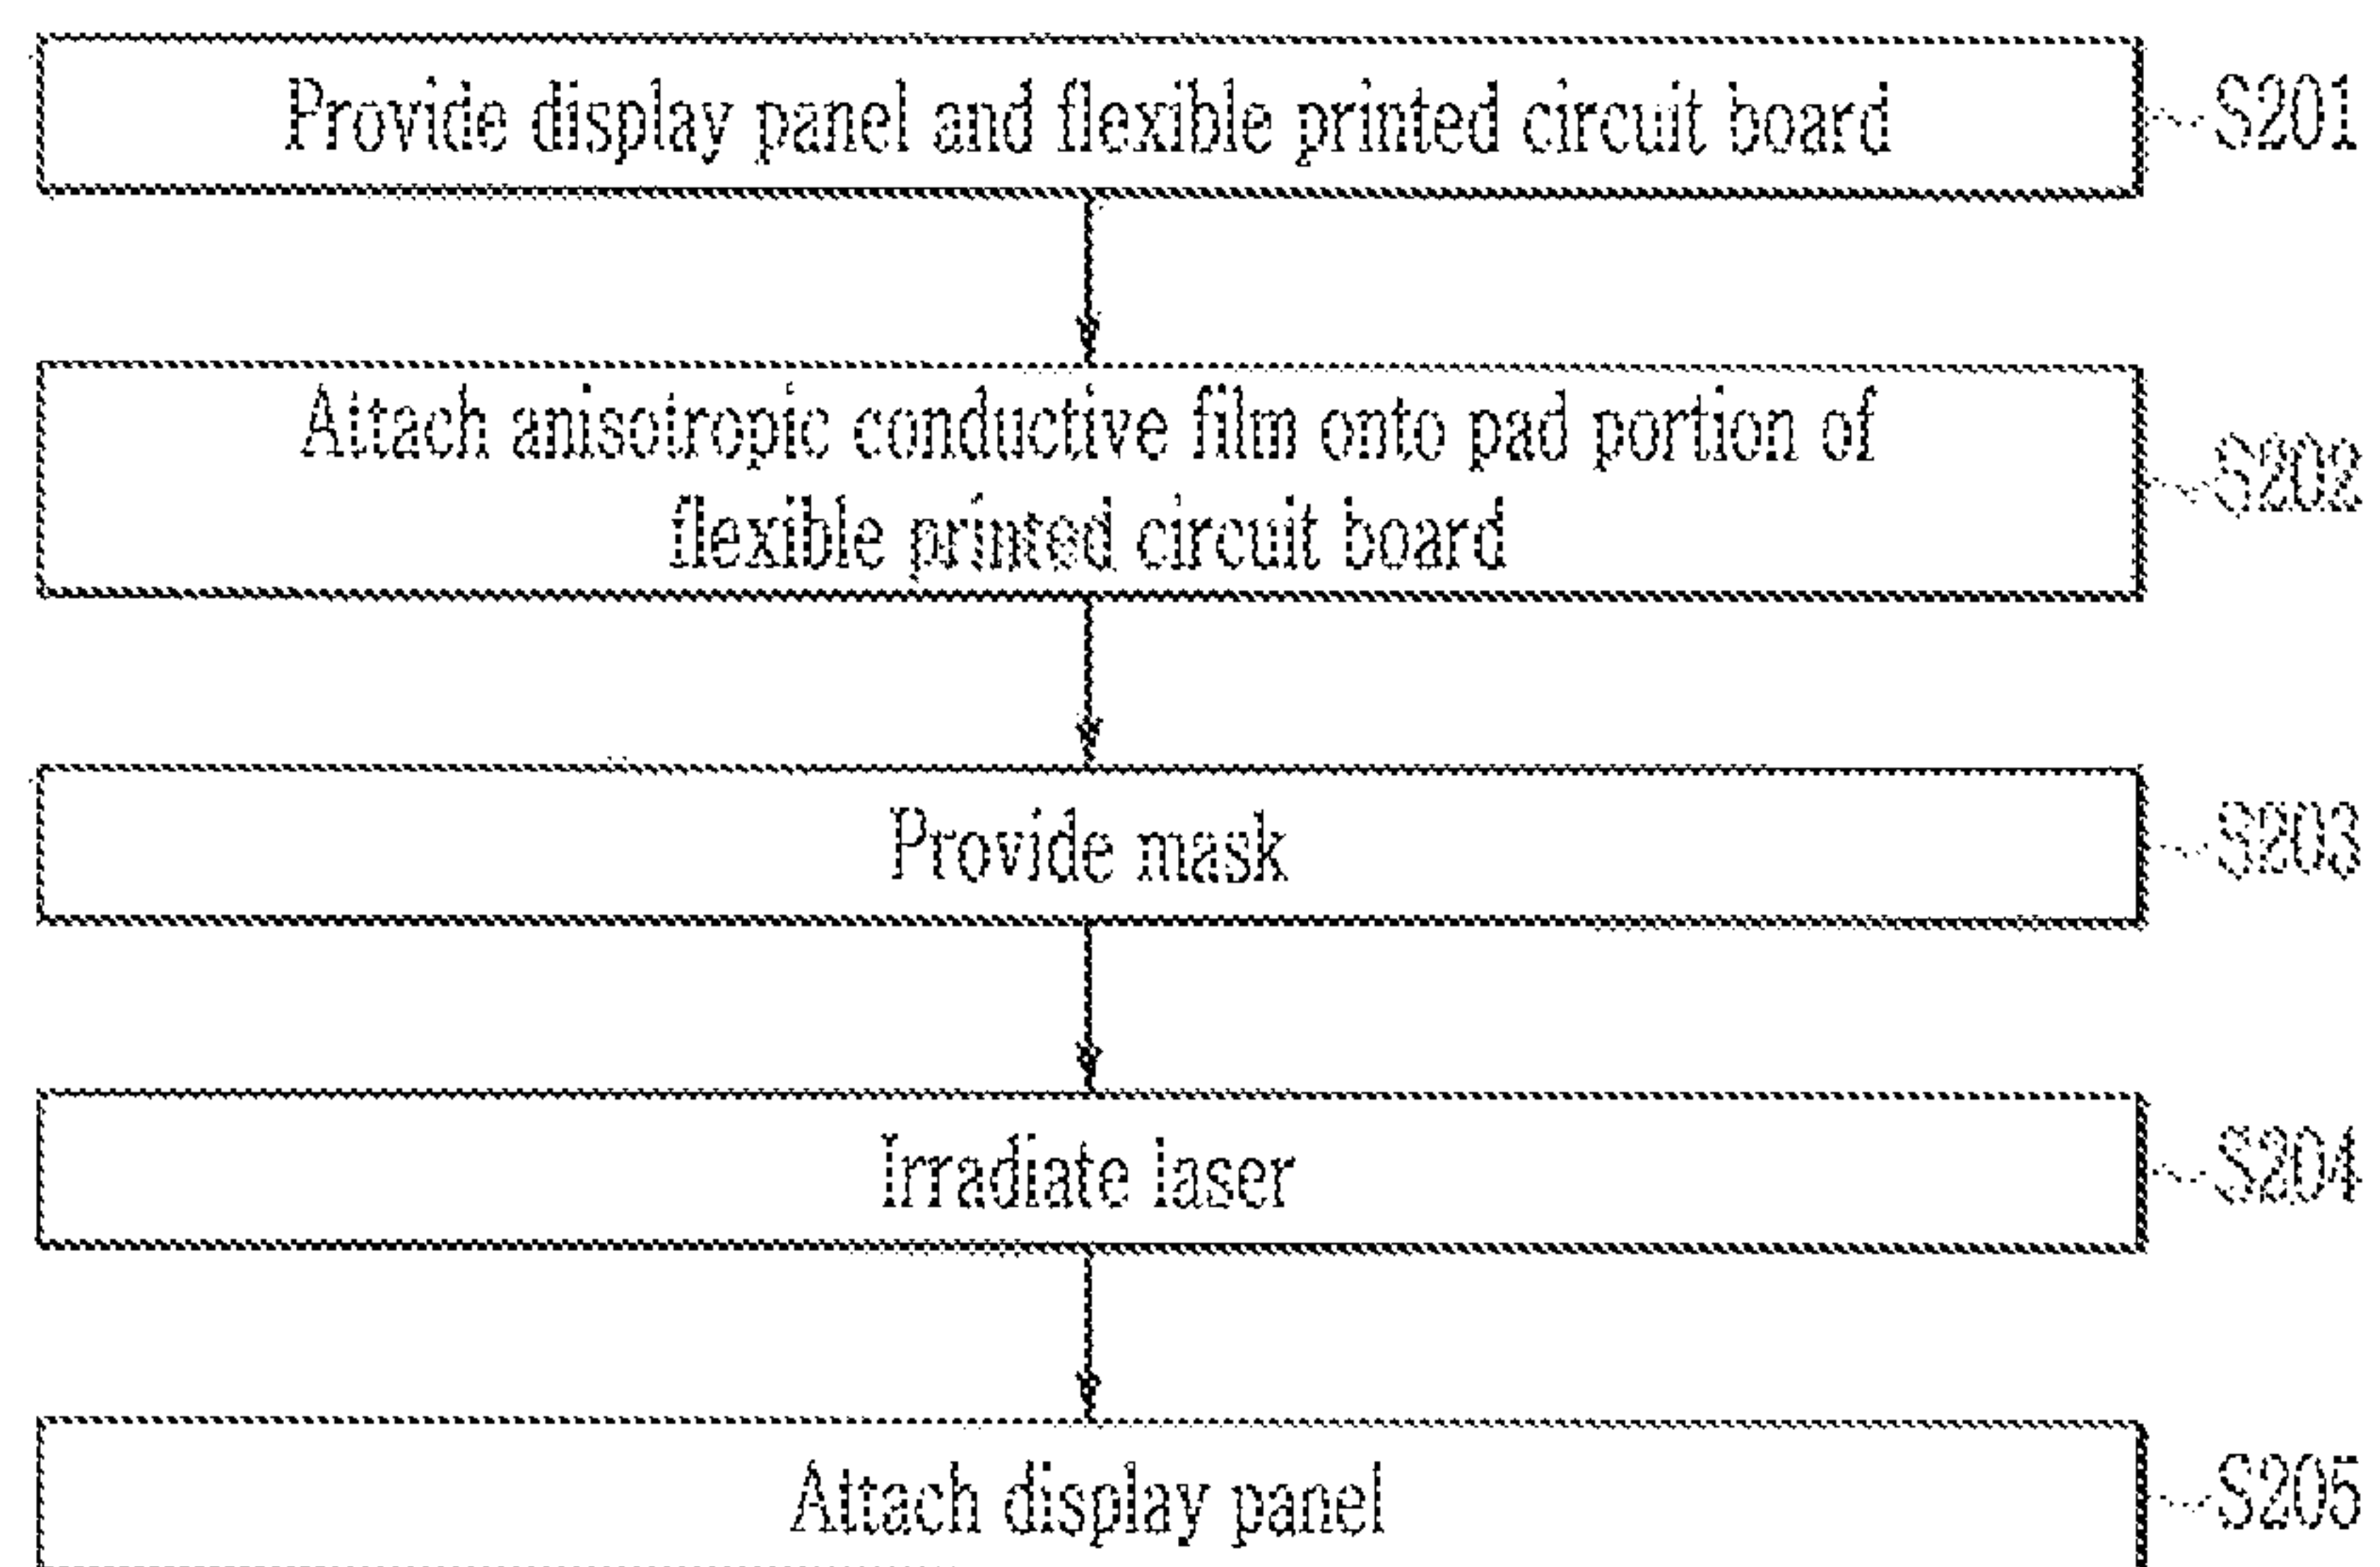 Provide display panel and flexible printed circuit board
S201
Attach anisotropic conductive film onto pad portion of
flexible printed circuit board
S202
Provide mask
S203
Irradiate laser
S204
Attach display panel
S205